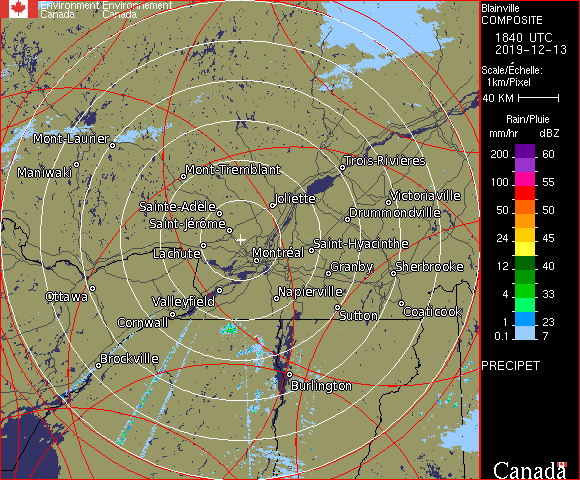 Environment Environnement
Canada Canada
Blainville
COMPOSITE
1840 UTC
2019-12-13
Scale/Échelle:
1km/Pixel
40 KM
Rain/Pluie
mm/hr dBZ
200 60
100 55
50 50
24 45
12 40
4 33
1 23
0.1 7
PRECIPET
Mont-Laurier
Maniwaki
Mont-Tremblant
Trois-Rivières
Joliette
Victoriaville
Sainte-Adèle
Drummondville
Saint-Jérôme
Lachute
Montréal
Saint-Hyacinthe
Granby
Sherbrooke
Ottawa
Valleyfield
Napierville
Cornwall
Sutton
Coaticook
Brockville
Burlington
Canada